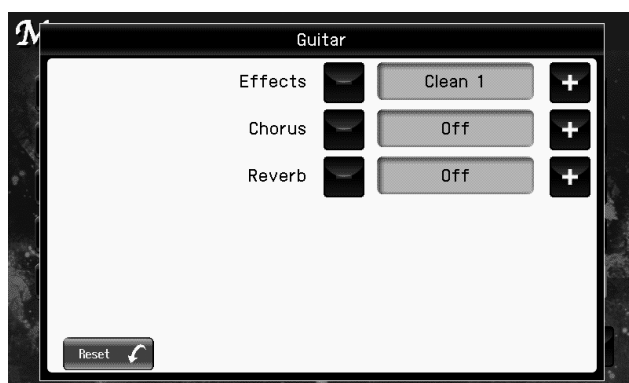 Guitar
Effects - Clean 1 +
Chorus - Off +
Reverb - Off +
Reset